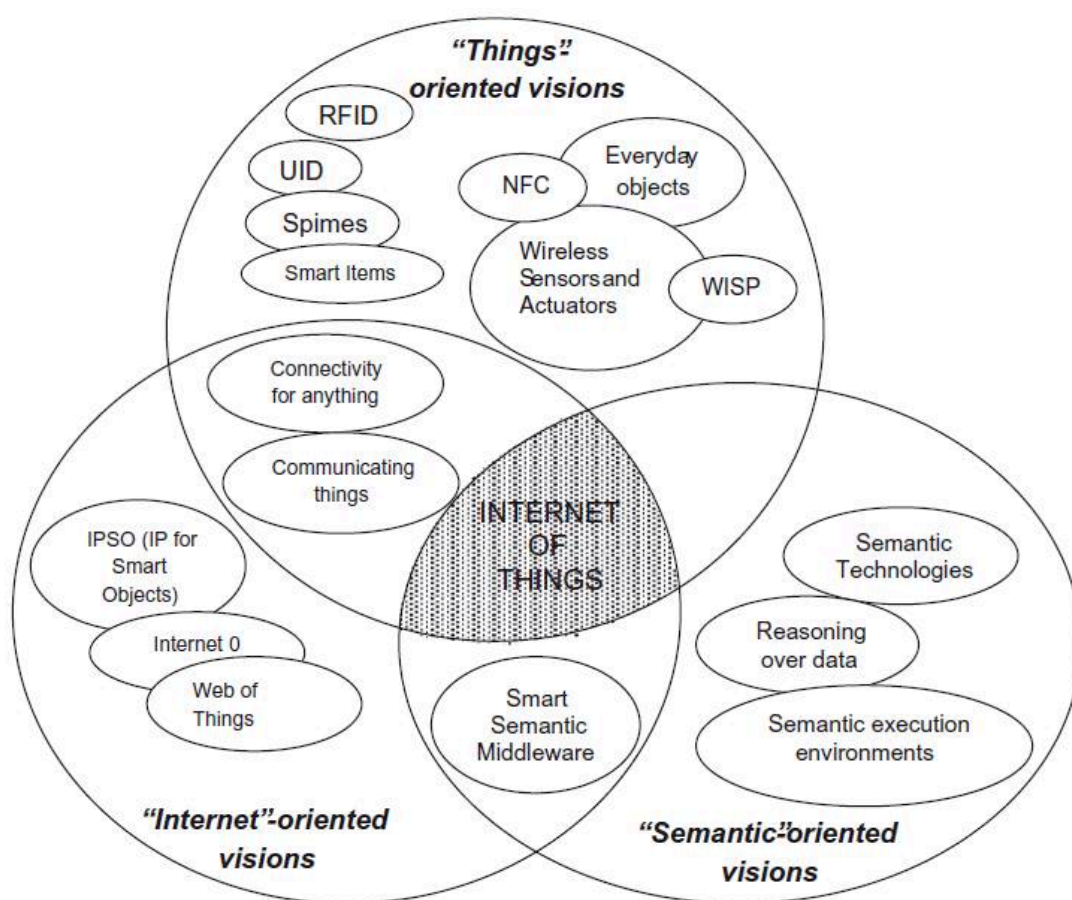 “Things”-
oriented visions
RFID
UID
Spimes
Smart Items
NFC
Everyday
objects
Wireless
Sensors and
Actuators
WISP
Connectivity
for anything
Communicating
things
INTERNET
OF
THINGS
IPSO (IP for
Smart
Objects)
Internet 0
Web of
Things
Semantic
Technologies
Reasoning
over data
Semantic execution
environments
Smart
Semantic
Middleware
“Internet”-oriented
visions
“Semantic”-oriented
visions